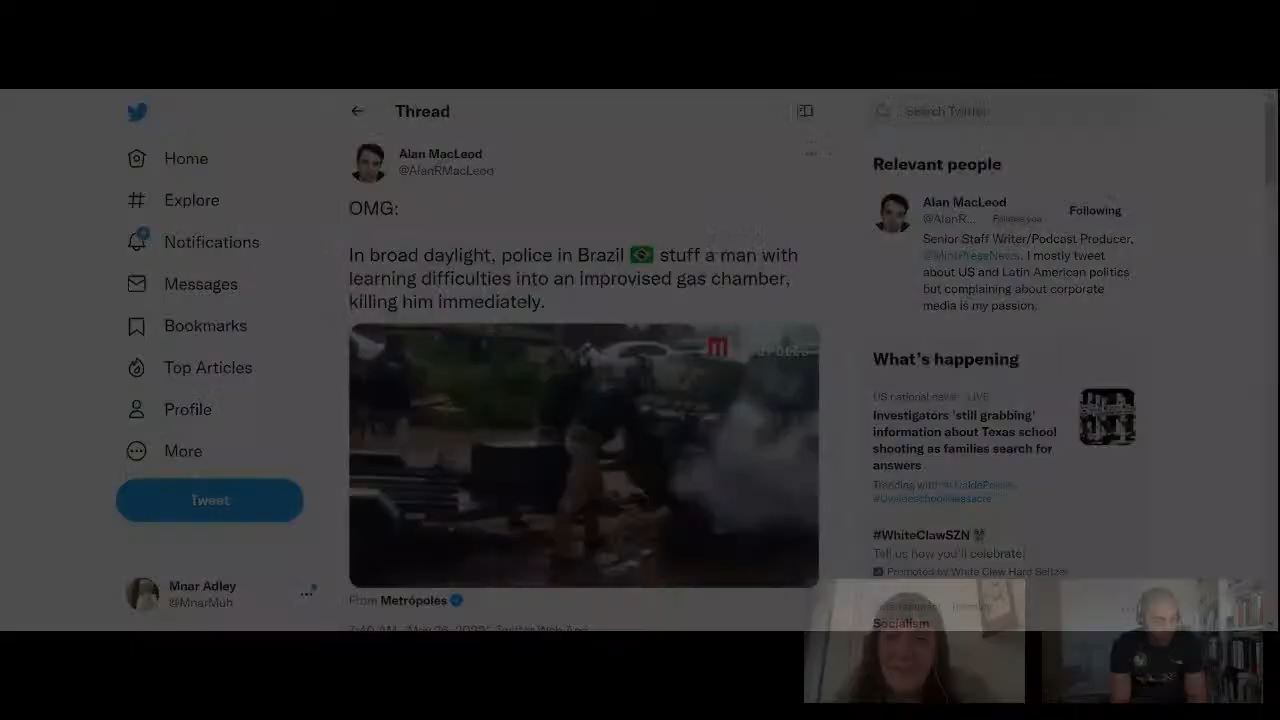 Thread
Search Twitter
Home
Explore
Notifications
Messages
Bookmarks
Top Articles
Profile
More
Tweet
Mnar Adley
@MnarMuh
Alan MacLeod
@AlanRMacLeod
OMG:
In broad daylight, police in Brazil 🇧🇷 stuff a man with
learning difficulties into an improvised gas chamber,
killing him immediately.
From Metrópoles
Relevant people
Alan MacLeod
@AlanR... Follows you
Following
Senior Staff Writer/Podcast Producer,
@MintPressNews. I mostly tweet
about US and Latin American politics
but complaining about corporate
media is my passion.
What's happening
US national news · LIVE
Investigators 'still grabbing'
information about Texas school
shooting as families search for
answers
Trending with
#WhiteClawSZN
Tell us how you'll celebrate!
Promoted by White Claw Hard Seltzer
Socialism